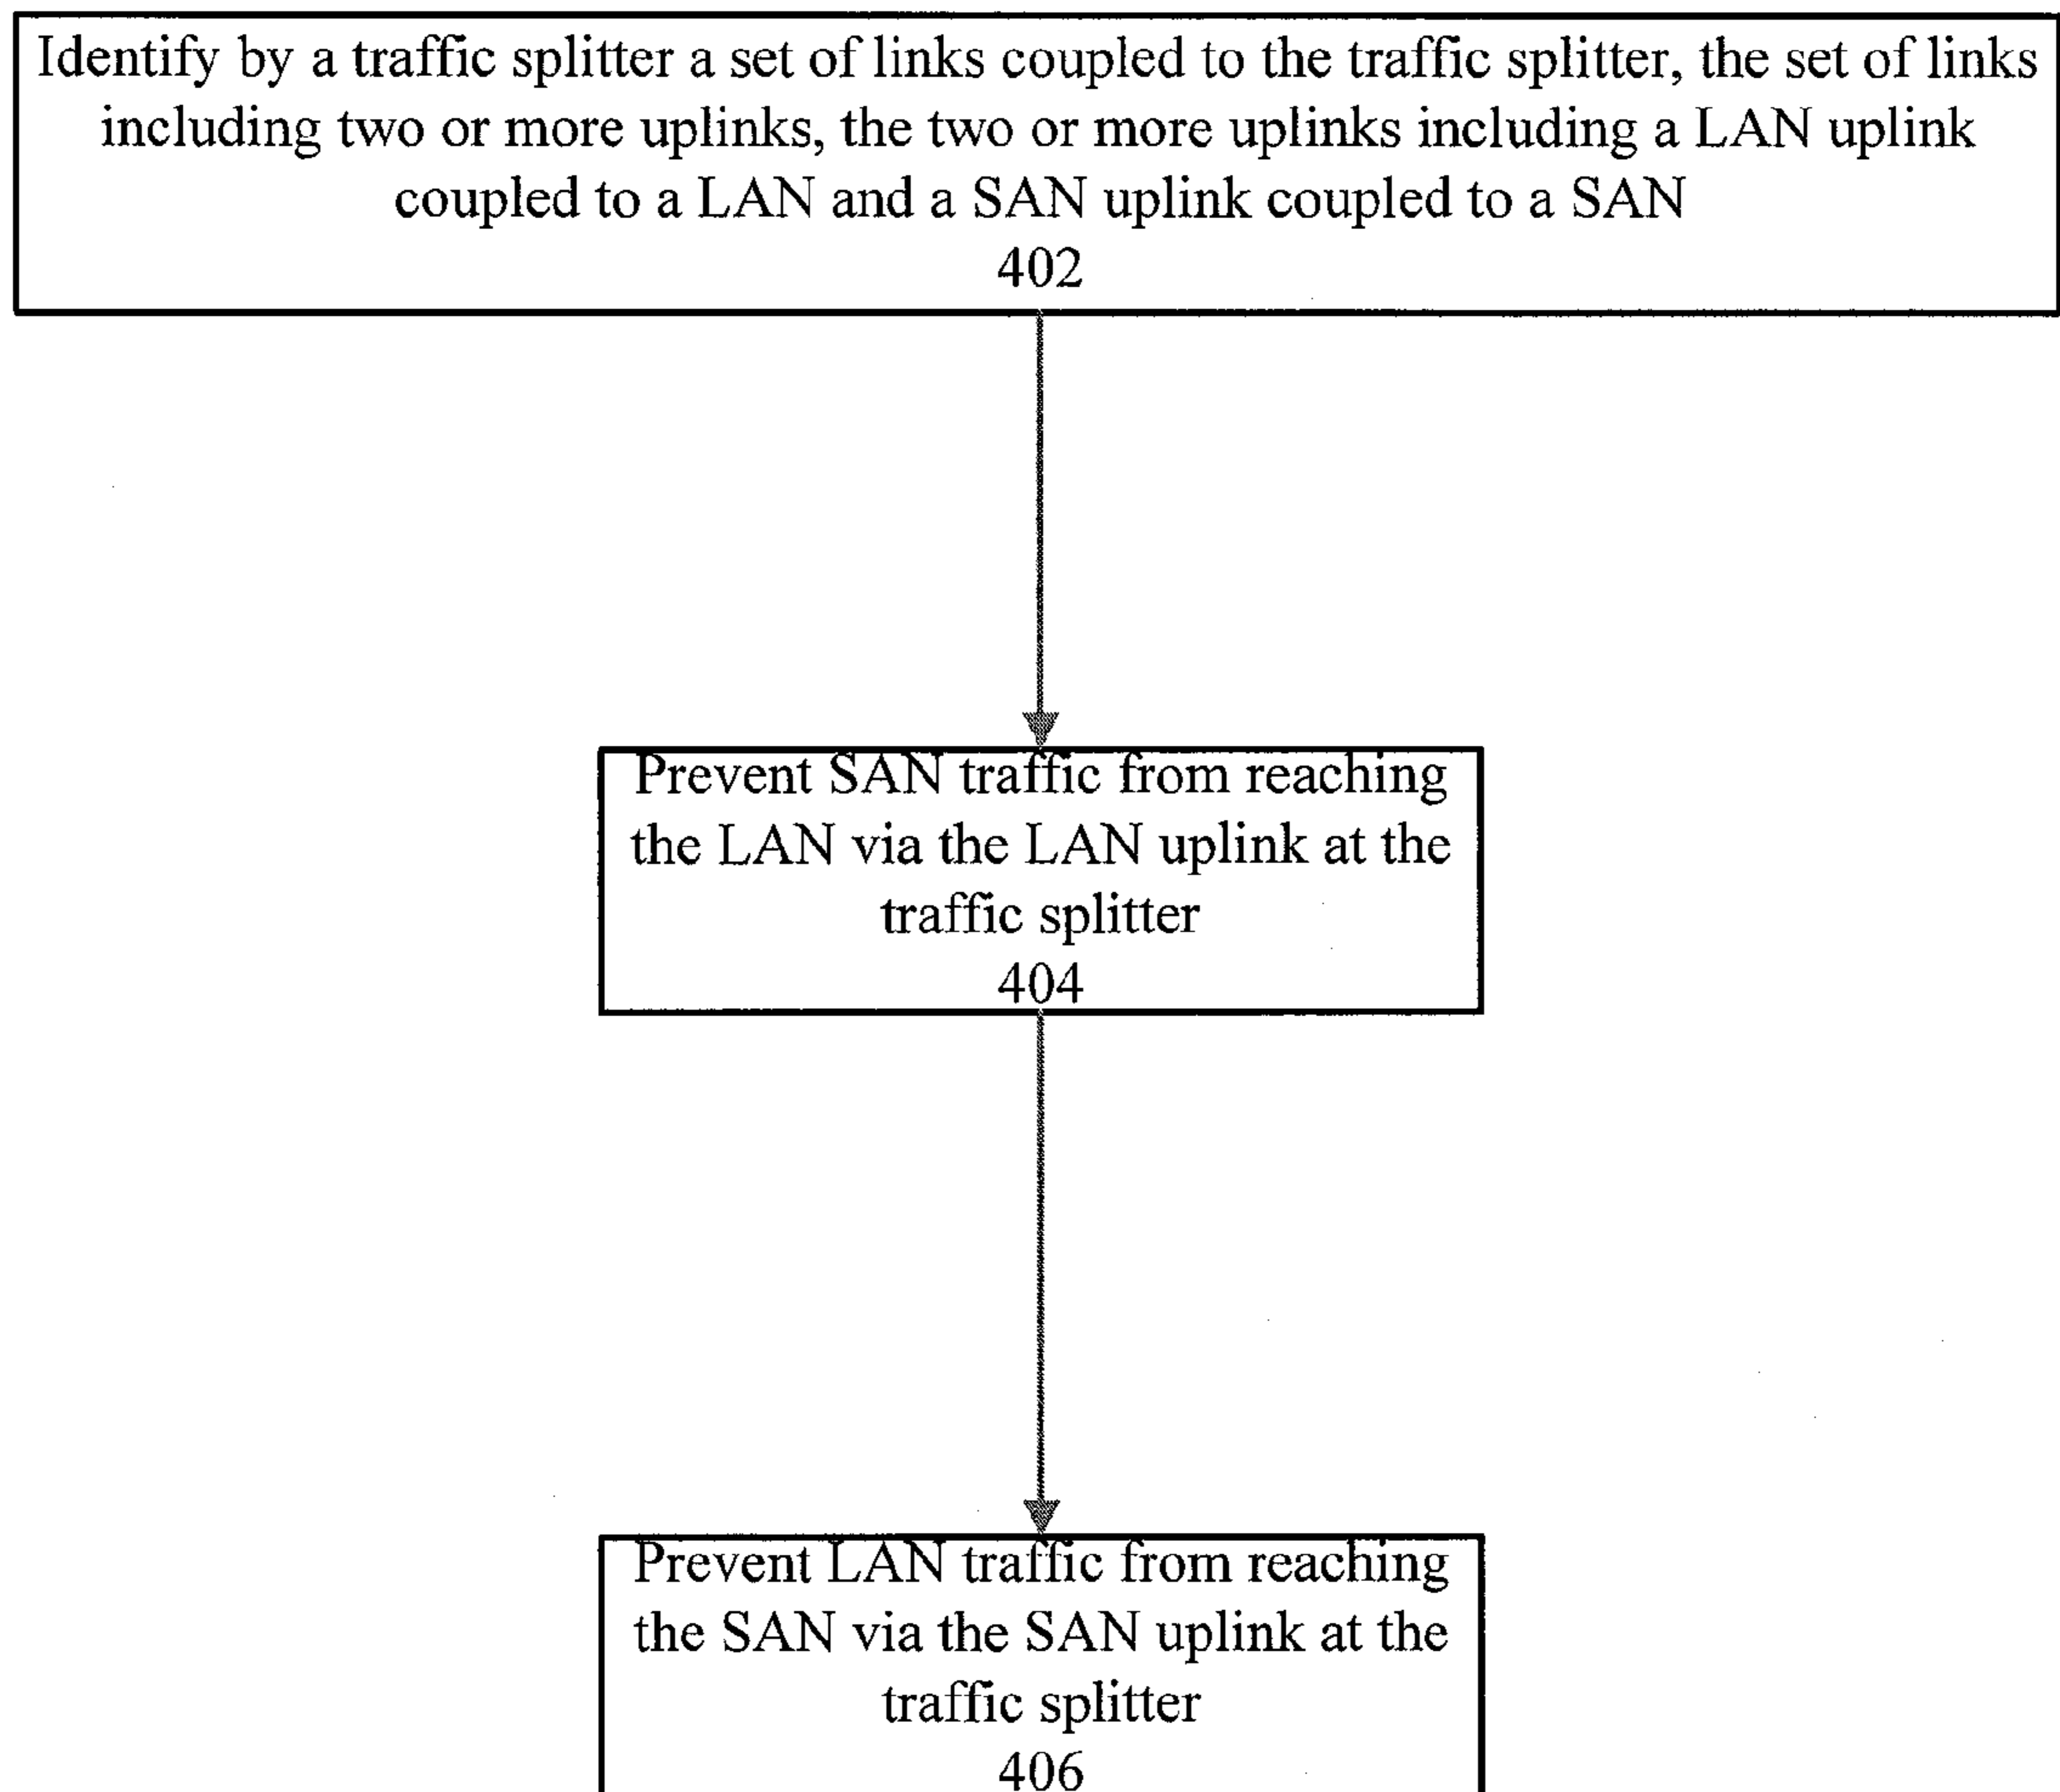 Identify by a traffic splitter a set of links coupled to the traffic splitter, the set of links
including two or more uplinks, the two or more uplinks including a LAN uplink
coupled to a LAN and a SAN uplink coupled to a SAN
402
Prevent SAN traffic from reaching
the LAN via the LAN uplink at the
traffic splitter
404
Prevent LAN traffic from reaching
the SAN via the SAN uplink at the
traffic splitter
406